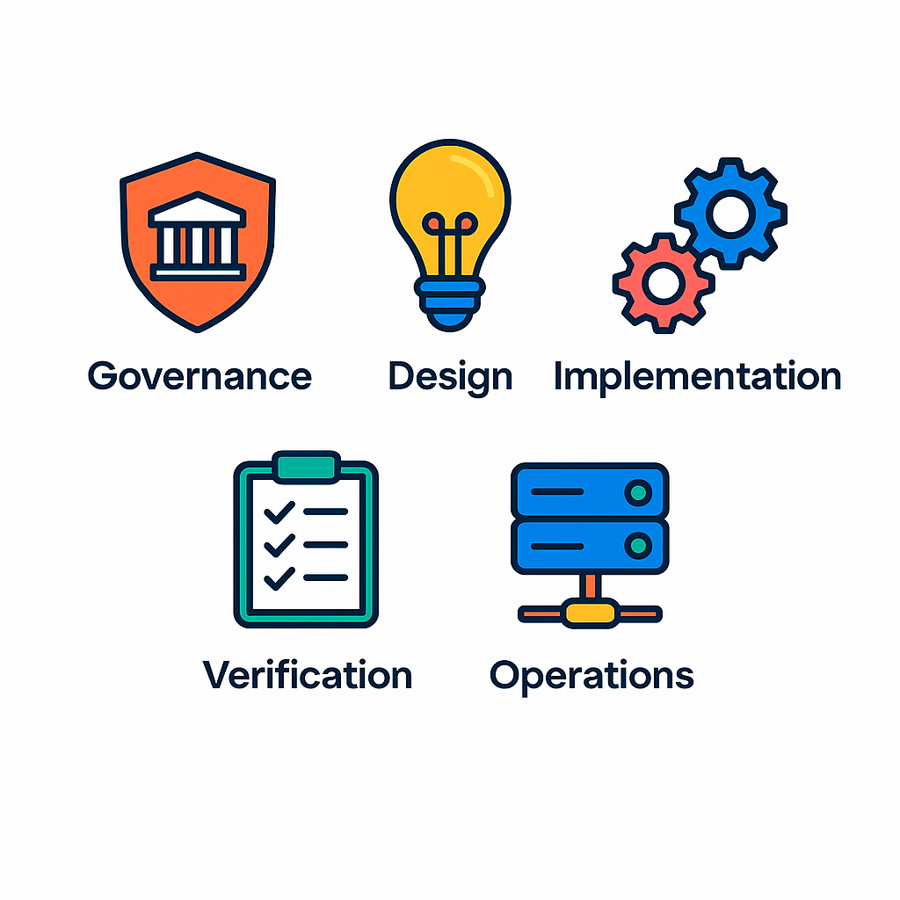 Governance
Design
Implementation
Verification
Operations